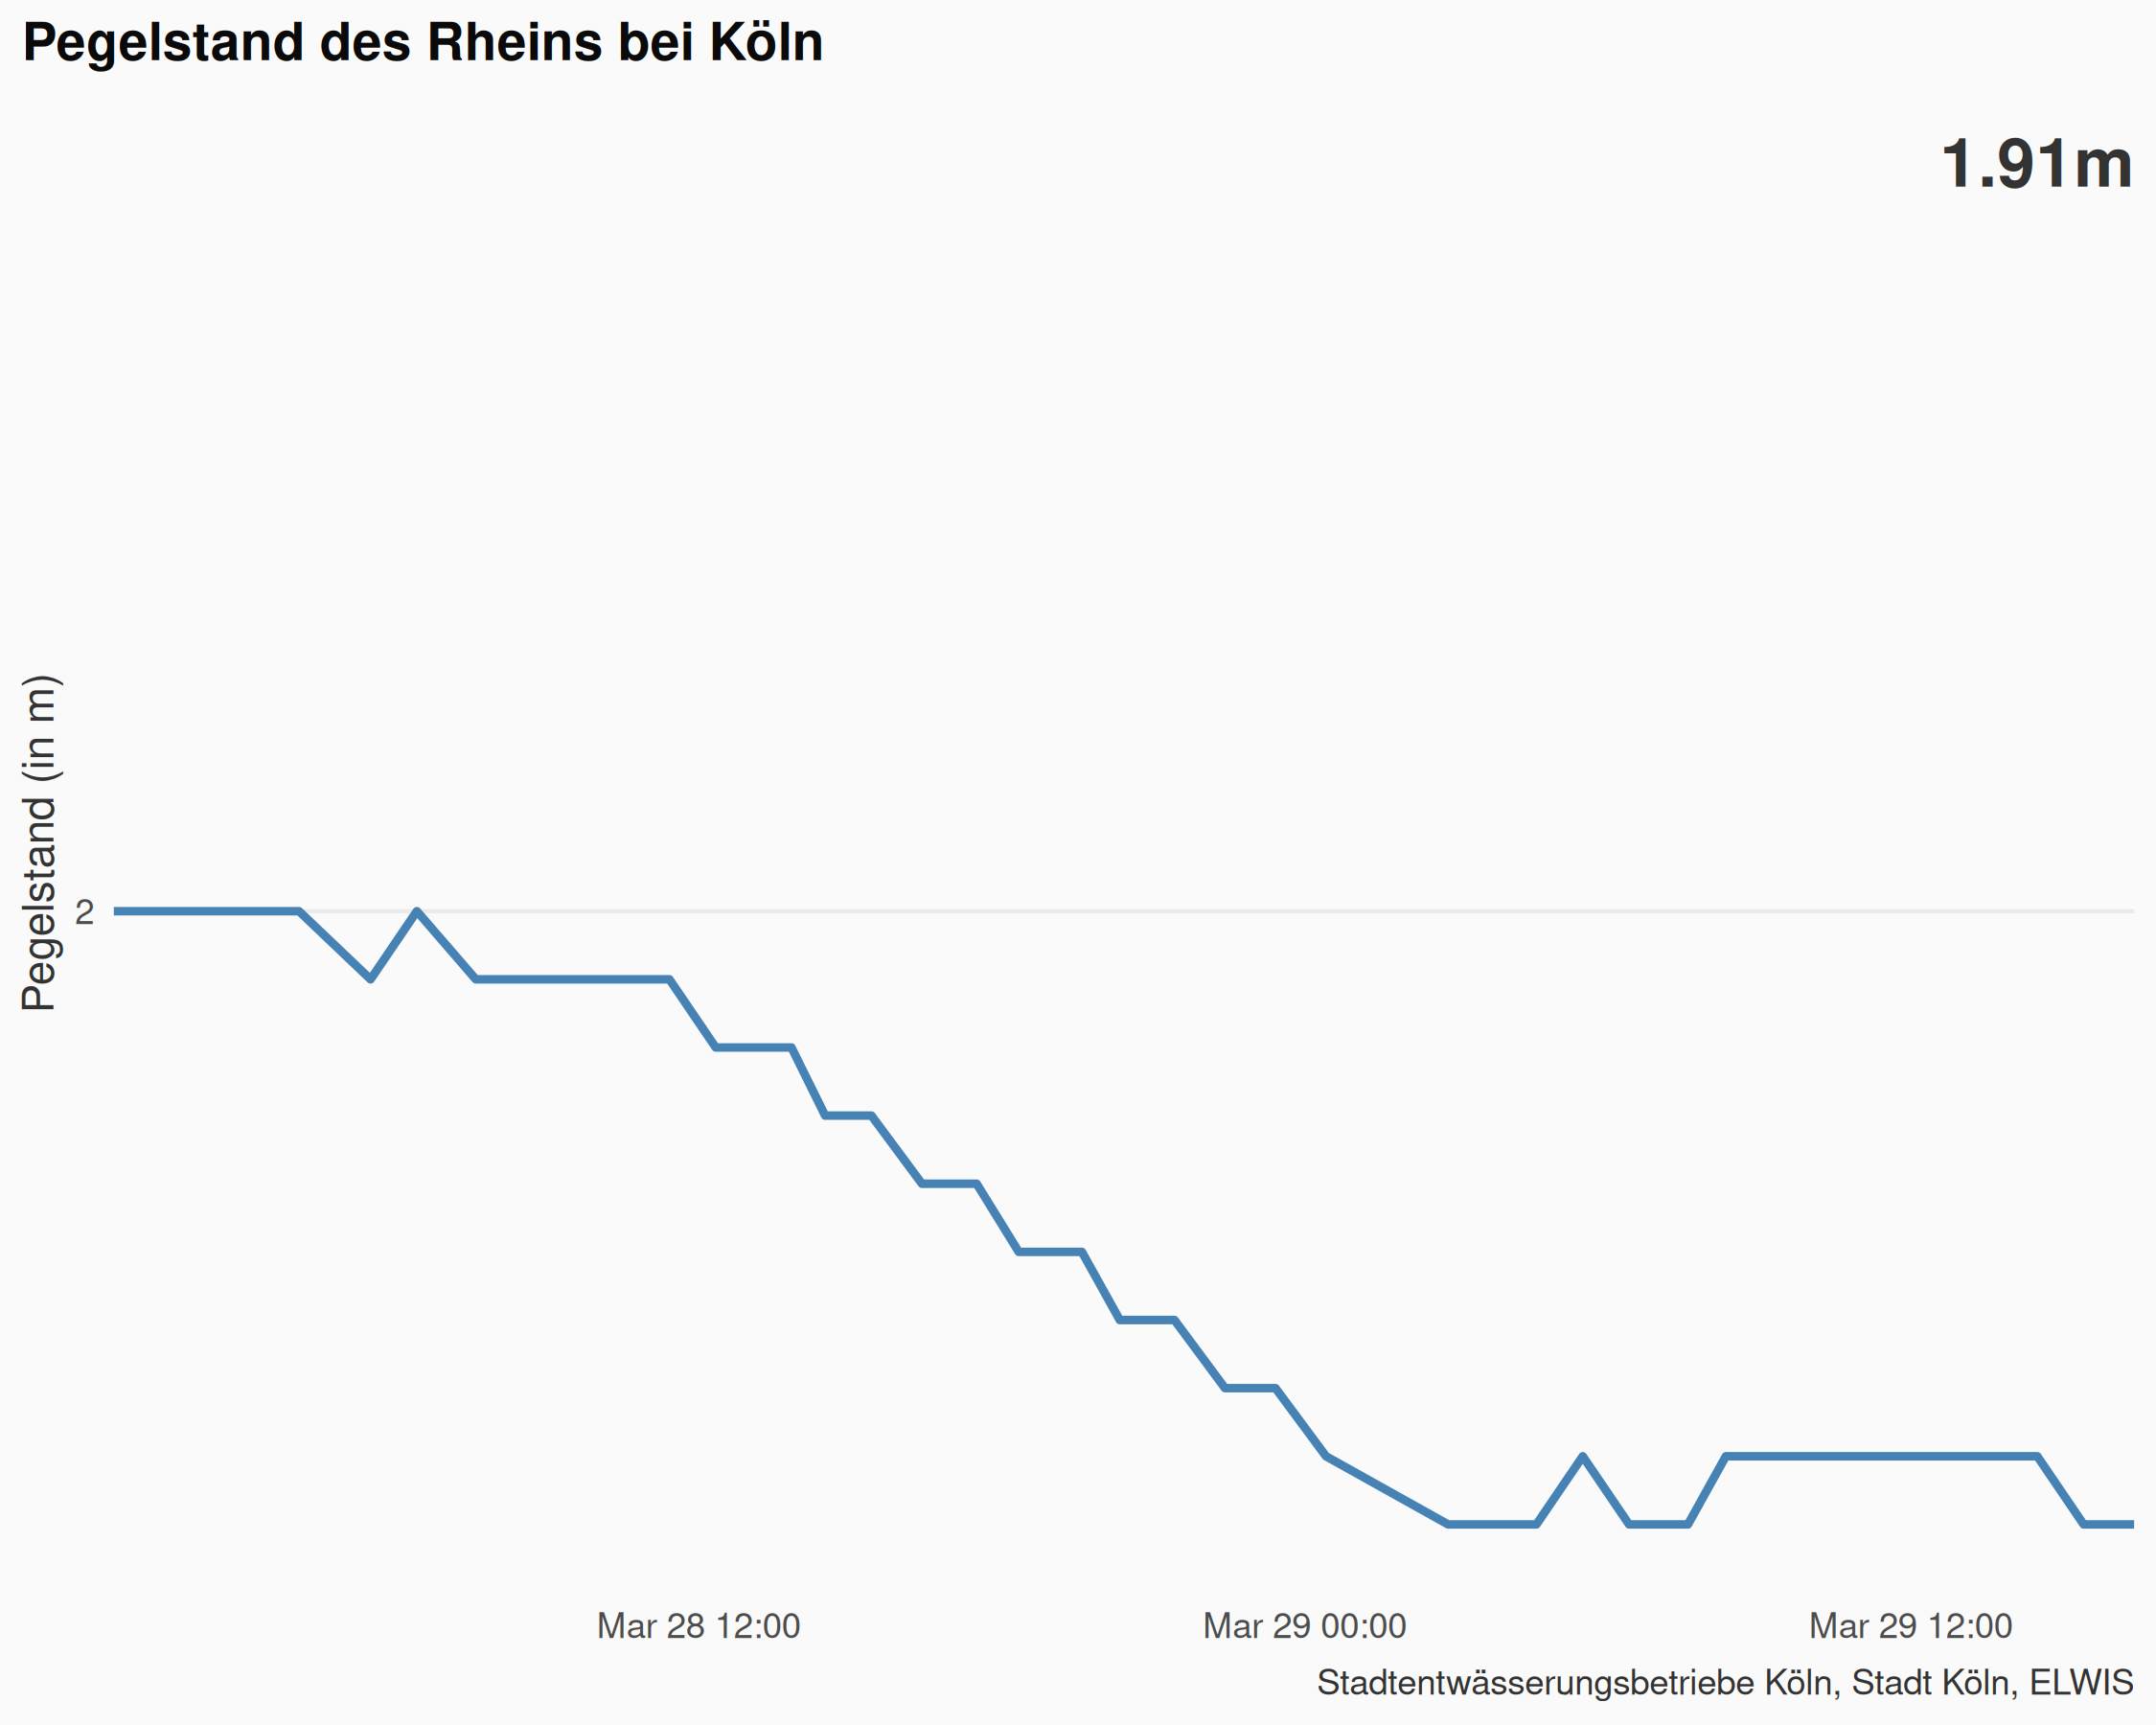 Pegelstand des Rheins bei Köln
1.91m
Pegelstand (in m)
2
Mar 28 12:00
Mar 29 00:00
Mar 29 12:00
Stadtentwässerungsbetriebe Köln, Stadt Köln, ELWIS